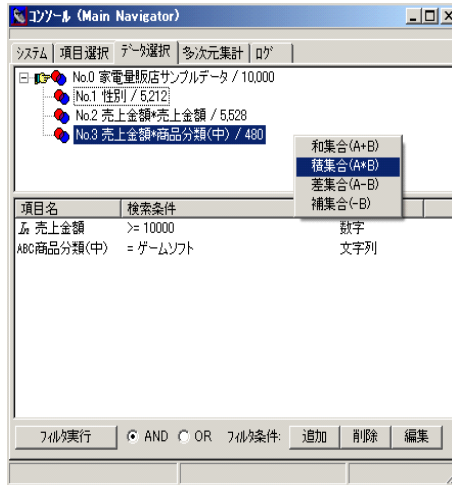 コンソール (Main Navigator)
システム 項目選択 データ選択 多次元集計 ログ
No.0 家電量販店サンプルデータ / 10,000
No.1 性別 / 5,212
No.2 売上金額*売上金額 / 5,528
No.3 売上金額*商品分類(中) / 480
和集合(A+B)
積集合(A*B)
差集合(A-B)
補集合(-B)
項目名 検索条件
売上金額 >= 10000 数字
ABC商品分類(中) = ゲームソフト 文字列
フィルタ実行 AND OR フィルタ条件: 追加 削除 編集